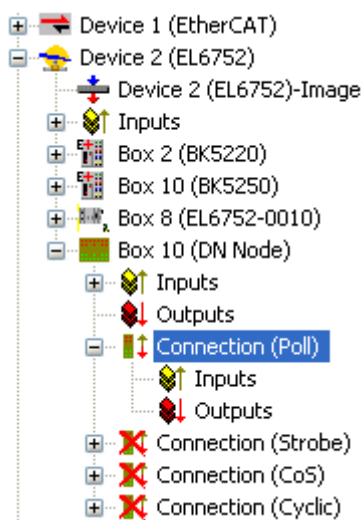 Device 1 (EtherCAT)
Device 2 (EL6752)
Device 2 (EL6752)-Image
Inputs
Box 2 (BK5220)
Box 10 (BK5250)
Box 8 (EL6752-0010)
Box 10 (DN Node)
Inputs
Outputs
Connection (Poll)
Inputs
Outputs
Connection (Strobe)
Connection (CoS)
Connection (Cyclic)